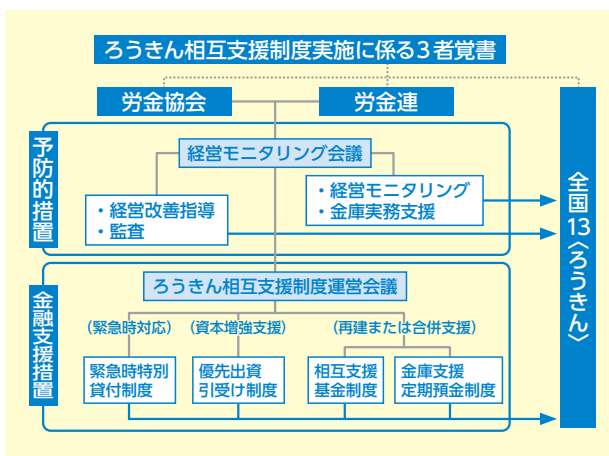 ろうきん相互支援制度実施に係る3者覚書
労金協会
労金連
予防的措置
経営モニタリング会議
・経営改善指導
・監査
・経営モニタリング
・金庫実務支援
全国13〈ろうきん〉
金融支援措置
ろうきん相互支援制度運営会議
（緊急時対応）
（資本増強支援）
（再建または合併支援）
緊急時特別
貸付制度
優先出資
引受け制度
相互支援
基金制度
金庫支援
定期預金制度